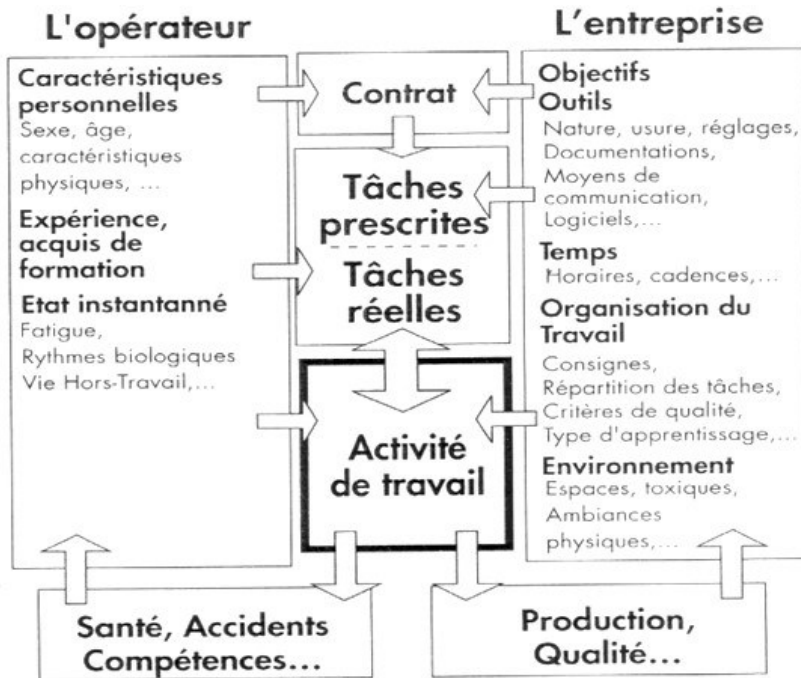 L'opérateur
Caractéristiques
personnelles
Sexe, âge,
caractéristiques
physiques, ...
Expérience,
acquis de
formation
Etat instantanné
Fatigue,
Rythmes biologiques
Vie Hors-Travail,...
Contrat
Tâches
prescrites
Tâches
réelles
Activité
de travail
L'entreprise
Objectifs
Outils
Nature, usure, réglages,
Documentations,
Moyens de
communication,
Logiciels,...
Temps
Horaires, cadences,...
Organisation du
Travail
Consignes,
Répartition des tâches,
Critères de qualité,
Type d'apprentissage,...
Environnement
Espaces, toxiques,
Ambiances
physiques,...
Santé, Accidents
Compétences...
Production,
Qualité...